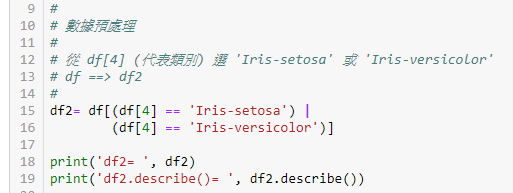 9 #
10 # 數據預處理
11 #
12 # 從 df[4] (代表類別) 選 'Iris-setosa' 或 'Iris-versicolor'
13 # df ==> df2
14 #
15 df2= df[(df[4] == 'Iris-setosa') |
16         (df[4] == 'Iris-versicolor')]
17
18 print('df2= ', df2)
19 print('df2.describe()= ', df2.describe())